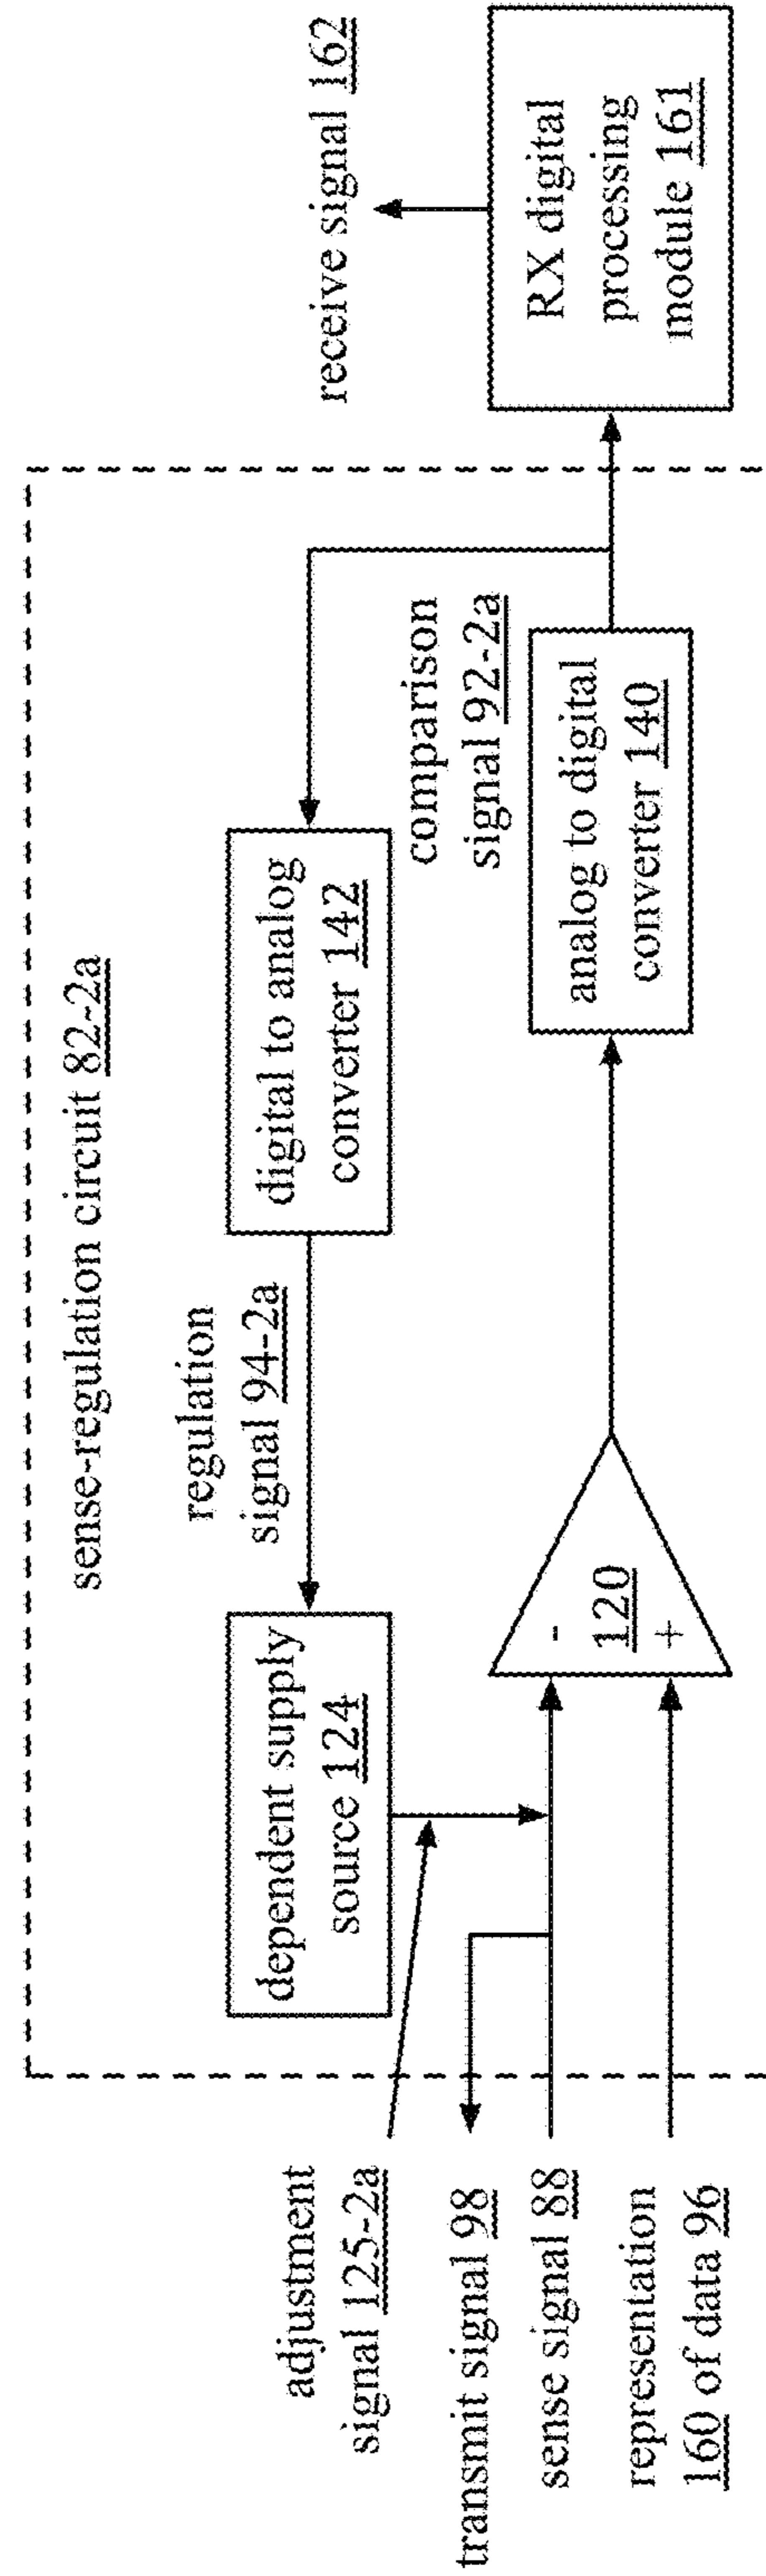 sense-regulation circuit 82-2a
receive signal 162
adjustment
signal 125-2a
dependent supply
source 124
regulation
signal 94-2a
digital to analog
converter 142
comparison
signal 92-2a
transmit signal 98
sense signal 88
representation
160 of data 96
-
120
+
analog to digital
converter 140
RX digital
processing
module 161